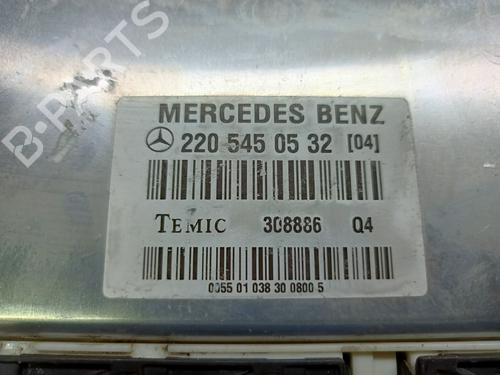 B-PARTS
MERCEDES BENZ
220 545 05 32 [04]
TEMIC 308886 Q4
0055 01 038 30 0800 5